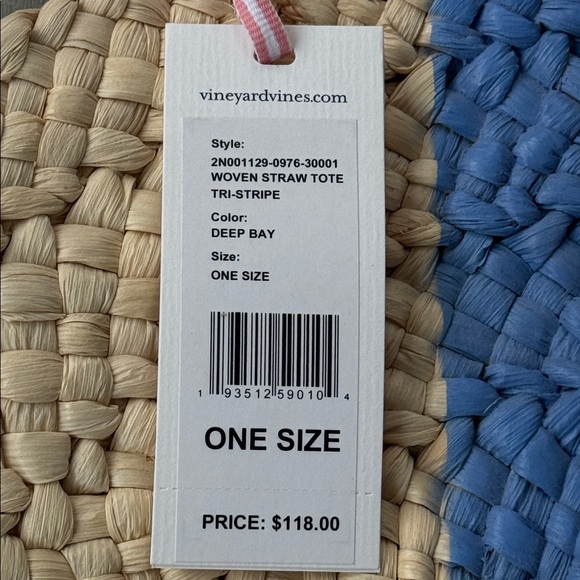 vineyardvines.com
Style:
2N001129-0976-30001
WOVEN STRAW TOTE
TRI-STRIPE
Color:
DEEP BAY
Size:
ONE SIZE
1 93512 59010 4
ONE SIZE
PRICE: $118.00